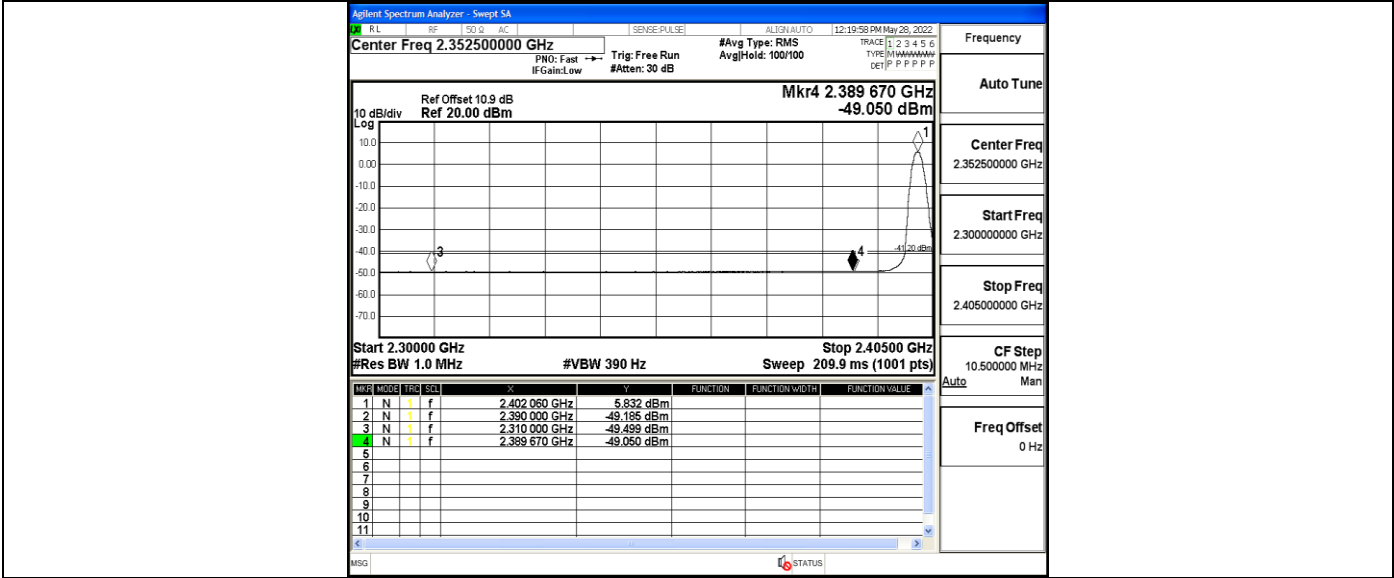 Agilent Spectrum Analyzer - Swept SA
RL RF 50 Ω AC SENSE:PULSE ALIGN AUTO 12:19:58 PM May 28, 2022
Center Freq 2.352500000 GHz
PNO: Fast
IFGain:Low
Trig: Free Run
#Atten: 30 dB
#Avg Type: RMS
Avg|Hold: 100/100
TRACE 1 2 3 4 5 6
TYPE M
DET P P P P P P
Frequency
Auto Tune
Mkr4 2.389 670 GHz
-49.050 dBm
Ref Offset 10.9 dB
10 dB/div Ref 20.00 dBm
Log
10.0
0.00
-10.0
-20.0
-30.0
-40.0
-50.0
-60.0
-70.0
1
3
4
-41.20 dBm
Center Freq
2.352500000 GHz
Start Freq
2.300000000 GHz
Stop Freq
2.405000000 GHz
CF Step
10.500000 MHz
Auto Man
Freq Offset
0 Hz
Start 2.30000 GHz Stop 2.40500 GHz
#Res BW 1.0 MHz #VBW 390 Hz Sweep 209.9 ms (1001 pts)
MKR MODE TRC SCL X Y FUNCTION FUNCTION WIDTH FUNCTION VALUE
1 N 1 f 2.402 060 GHz 5.832 dBm
2 N 1 f 2.390 000 GHz -49.185 dBm
3 N 1 f 2.310 000 GHz -49.499 dBm
4 N 1 f 2.389 670 GHz -49.050 dBm
5
6
7
8
9
10
11
MSG STATUS